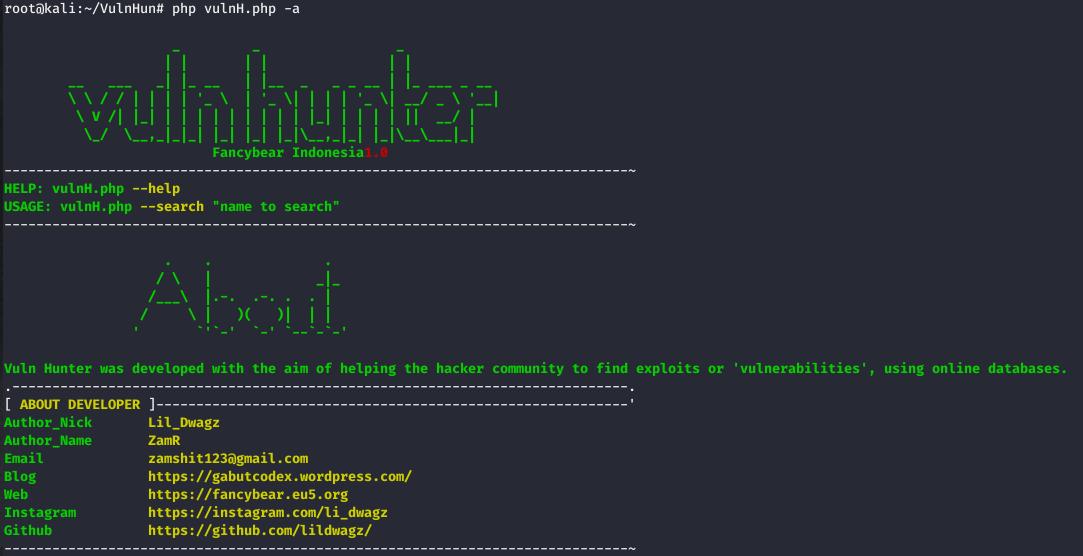 root@kali:~/VulnHun# php vulnH.php -a
vuln hunter
Fancybear Indonesia1.0
HELP: vulnH.php --help
USAGE: vulnH.php --search "name to search"
About
Vuln Hunter was developed with the aim of helping the hacker community to find exploits or 'vulnerabilities', using online databases.
[ ABOUT DEVELOPER ]
Author_Nick Lil_Dwagz
Author_Name ZamR
Email zamshit123@gmail.com
Blog https://gabutcodex.wordpress.com/
Web https://fancybear.eu5.org
Instagram https://instagram.com/li_dwagz
Github https://github.com/lildwagz/